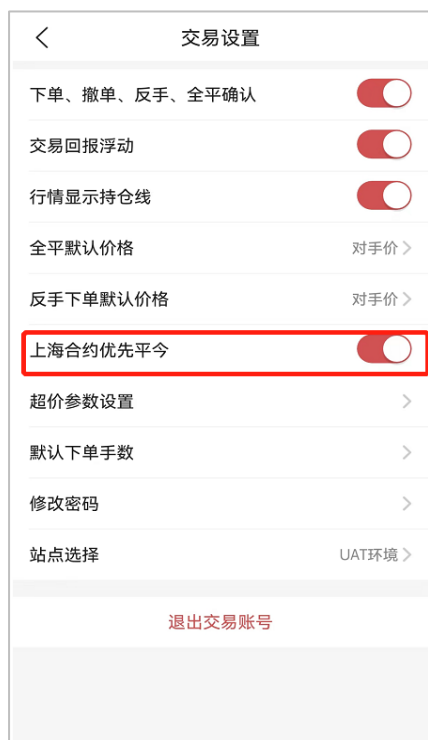 交易设置
下单、撤单、反手、全平确认
交易回报浮动
行情显示持仓线
全平默认价格 对手价
反手下单默认价格 对手价
上海合约优先平今
超价参数设置
默认下单手数
修改密码
站点选择 UAT环境
退出交易账号